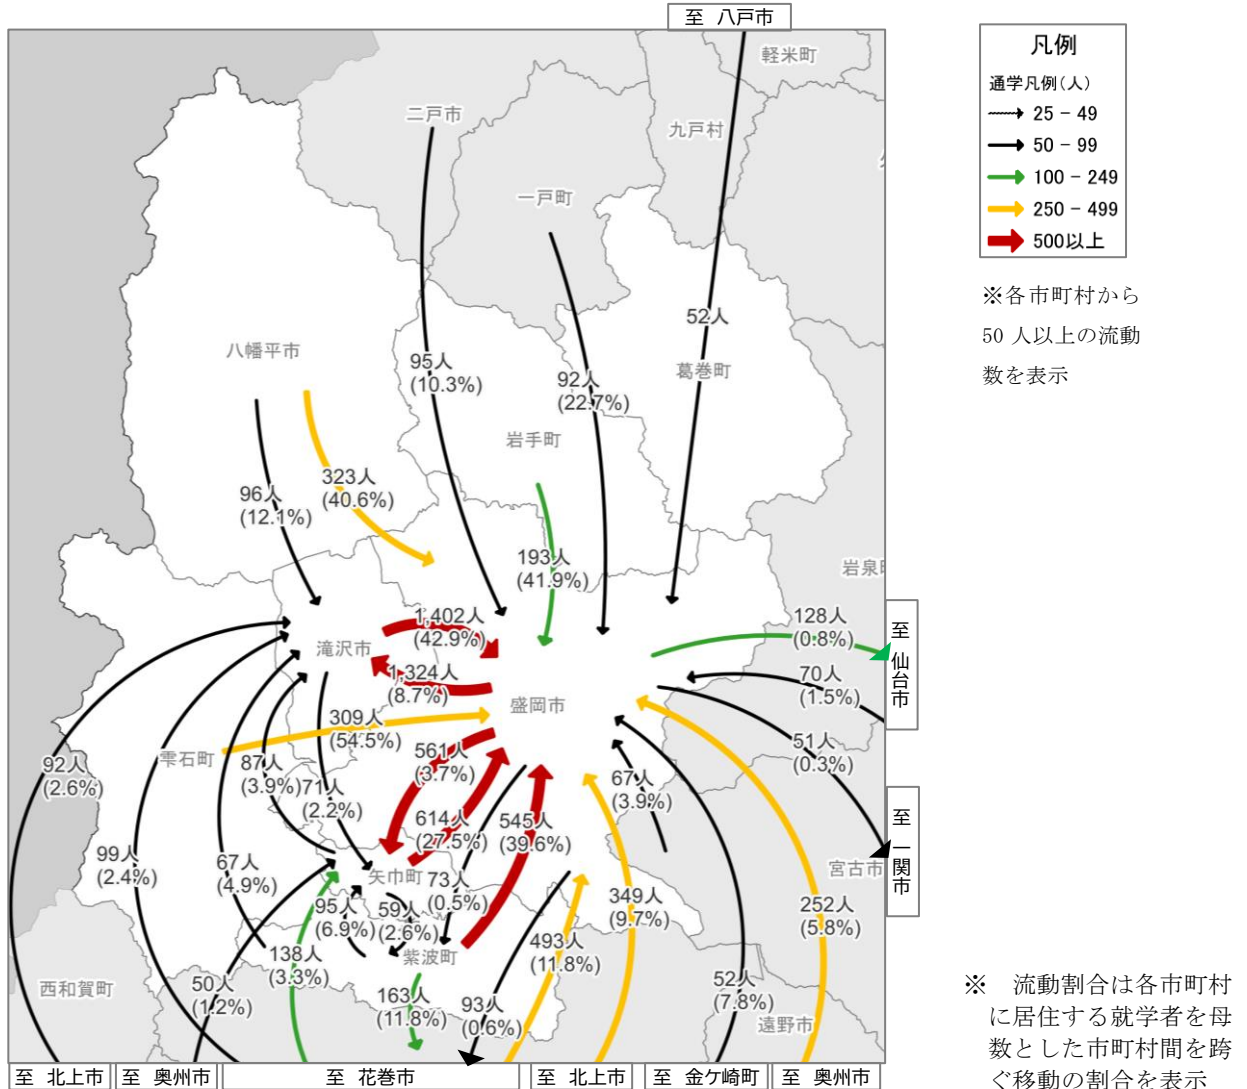 至 八戸市
凡例
通学凡例(人)
25 - 49
50 - 99
100 - 249
250 - 499
500以上
※各市町村から
50 人以上の流動
数を表示
軽米町
二戸市
九戸村
一戸町
52人
八幡平市
95人
(10.3%)
92人
(22.7%)
葛巻町
岩手町
323人
(40.6%)
96人
(12.1%)
193人
(41.9%)
岩泉
1,402人
(42.9%)
128人
(0.8%)
至 仙台市
滝沢市
1,324人
(8.7%)
70人
(1.5%)
盛岡市
309人
(54.5%)
雫石町
561人
(3.7%)
51人
(0.3%)
92人
(2.6%)
87人
(3.9%)
71人
(2.2%)
67人
(3.9%)
614人
(27.5%)
545人
(39.6%)
至 一関市
99人
(2.4%)
67人
(4.9%)
矢巾町
73人
(0.5%)
宮古市
349人
(9.7%)
252人
(5.8%)
95人
(6.9%)
59人
(2.6%)
493人
(11.8%)
138人
(3.3%)
紫波町
西和賀町
50人
(1.2%)
163人
(11.8%)
93人
(0.6%)
52人
(7.8%)
遠野市
※ 流動割合は各市町村
に居住する就学者を母
数とした市町村間を跨
ぐ移動の割合を表示
至 北上市
至 奥州市
至 花巻市
至 北上市
至 金ケ崎町
至 奥州市